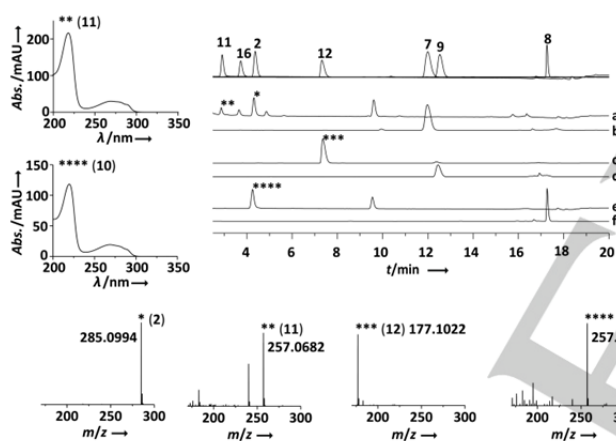 ** (11)
Abs./mAU
200
100
0
200 250 300 350
λ/nm
**** (10)
Abs./mAU
150
100
50
0
200 250 300 350
λ/nm
11 16 2 12 7 9 8
** * a
b
*** c
d
**** e
f
4 6 8 10 12 14 16 18 20
t/min
* (2)
285.0994
200 250 300
m/z
** (11)
257.0682
200 250 300
m/z
*** (12) 177.1022
200 250 300
m/z
****
257.
200 250 300
m/z